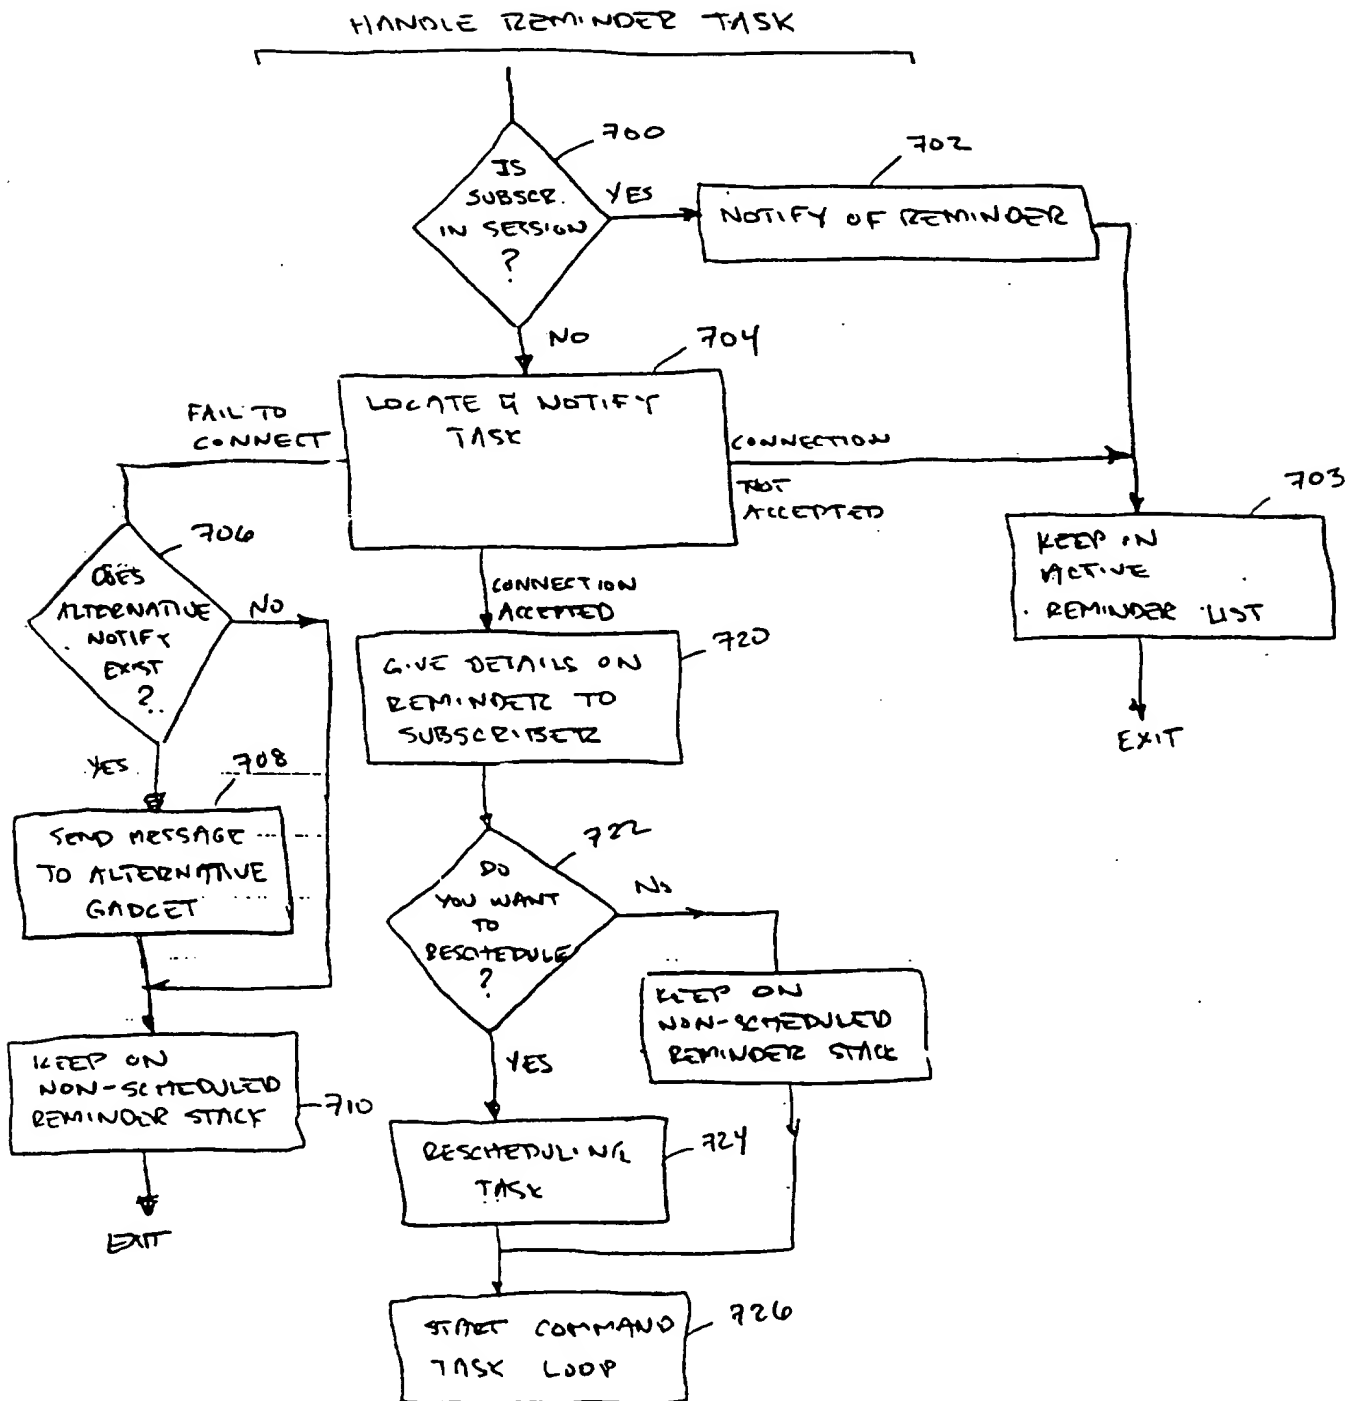 HANDLE REMINDER TASK
700
IS
SUBSCR.
IN SESSION
?
YES
702
NOTIFY OF REMINDER
NO
704
LOCATE & NOTIFY
TASK
FAIL TO
CONNECT
CONNECTION
NOT
ACCEPTED
703
KEEP ON
ACTIVE
REMINDER LIST
EXIT
706
DOES
ALTERNATIVE
NOTIFY
EXIST
?
NO
YES
708
SEND MESSAGE
TO ALTERNATIVE
GADGET
KEEP ON
NON-SCHEDULED
REMINDER STACK
710
EXIT
CONNECTION
ACCEPTED
720
GIVE DETAILS ON
REMINDER TO
SUBSCRIBER
722
DO
YOU WANT
TO
RESCHEDULE
?
NO
KEEP ON
NON-SCHEDULED
REMINDER STACK
YES
RESCHEDULING
TASK
724
START COMMAND
TASK LOOP
726